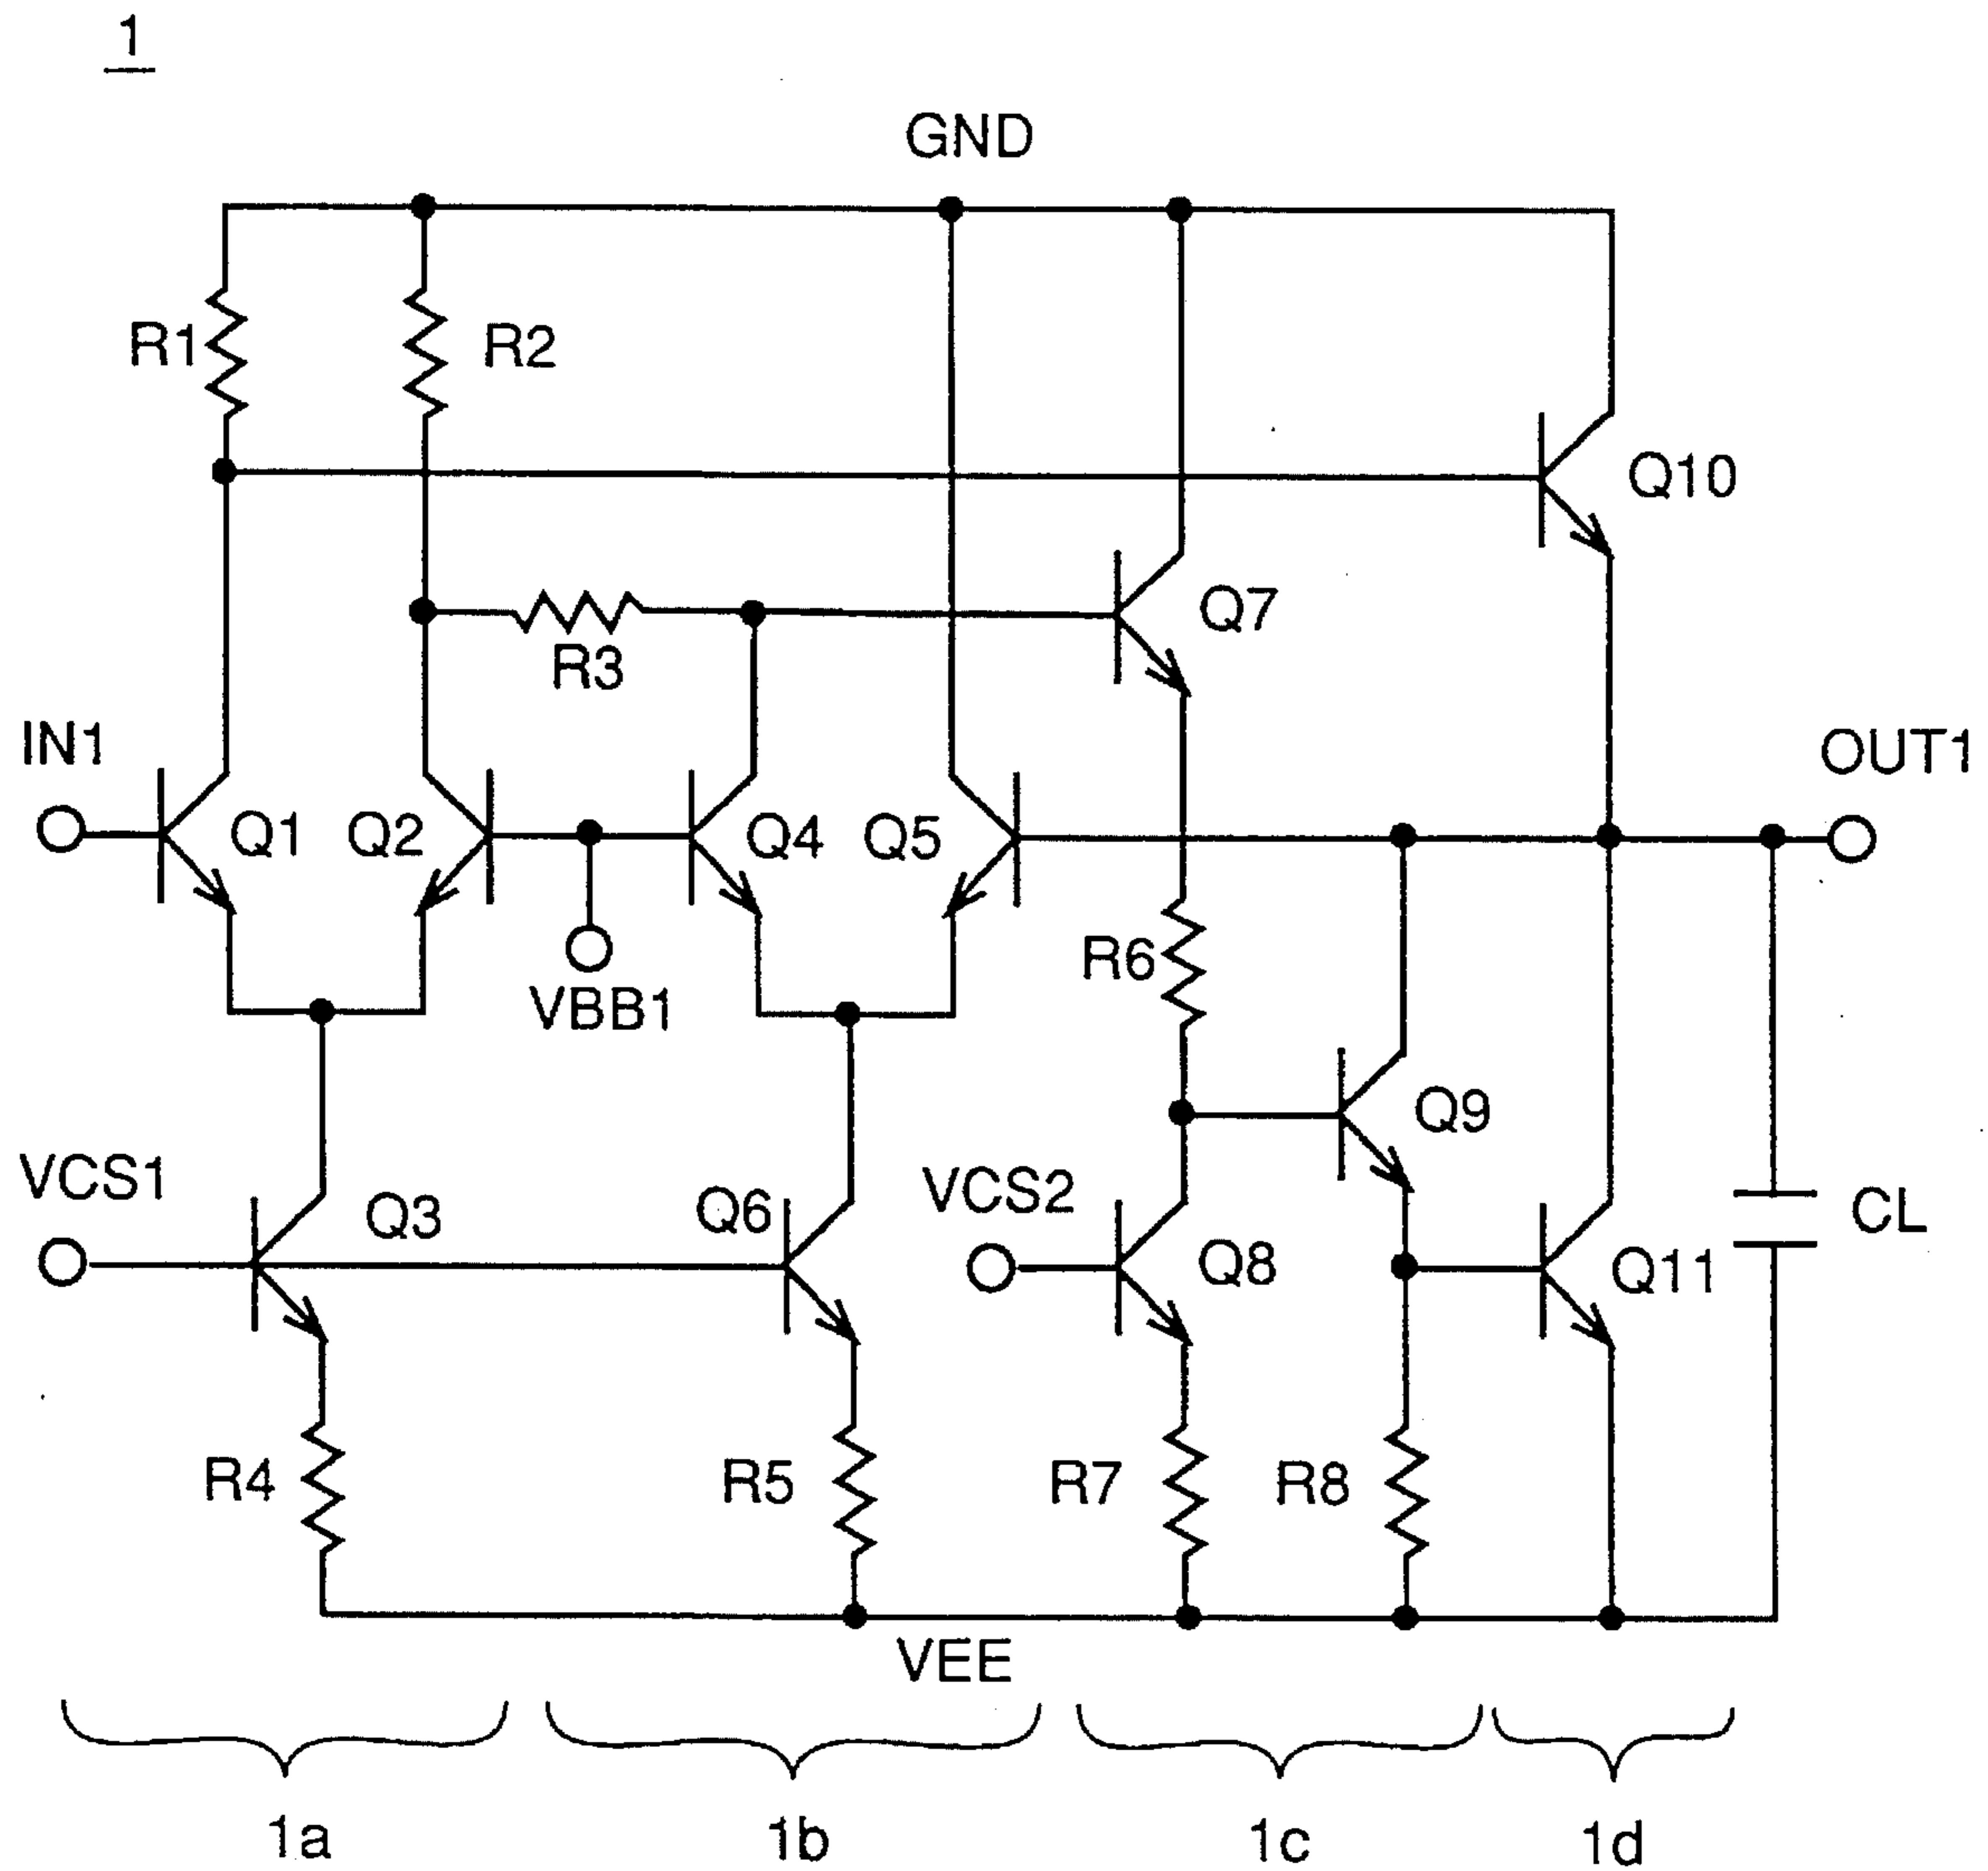 1
GND
R1
R2
Q10
Q7
R3
IN1
OUT1
Q1
Q2
Q4
Q5
R6
VBB1
Q9
VCS1
VCS2
Q3
Q6
CL
Q8
Q11
R4
R5
R7
R8
VEE
1a
1b
1c
1d